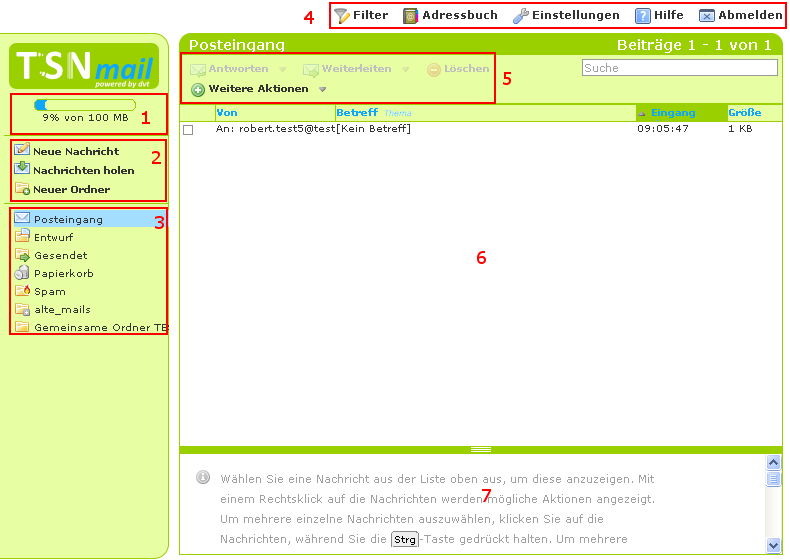 4 Filter Adressbuch Einstellungen Hilfe Abmelden
TSN mail
powered by dvt
9% von 100 MB 1
Neue Nachricht 2
Nachrichten holen
Neuer Ordner
Posteingang 3
Entwurf
Gesendet
Papierkorb
Spam
alte_mails
Gemeinsame Ordner
Posteingang Beiträge 1 - 1 von 1
Antworten Weiterleiten Löschen 5 Suche
Weitere Aktionen
Von Betreff Thema Eingang Größe
An: robert.test5@test [Kein Betreff] 09:05:47 1 KB
6
Wählen Sie eine Nachricht aus der Liste oben aus, um diese anzuzeigen. Mit
einem Rechtsklick auf die Nachrichten werden mögliche Aktionen angezeigt.
7
Um mehrere einzelne Nachrichten auszuwählen, klicken Sie auf die
Nachrichten, während Sie die Strg-Taste gedrückt halten. Um mehrere